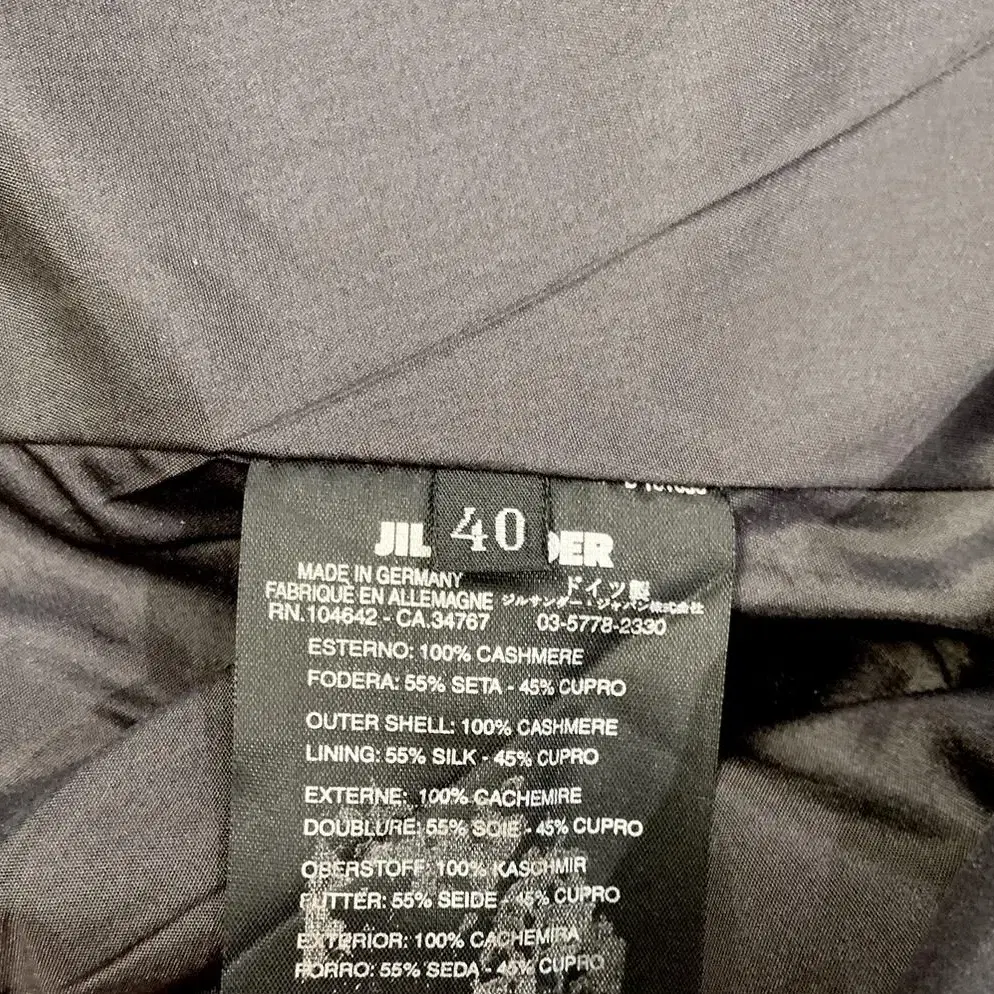 40
JIL DER
MADE IN GERMANY
ドイツ製
FABRIQUE EN ALLEMAGNE
ジルサンダー・ジャパン株式会社
RN.104642 - CA.34767
03-5778-2330
ESTERNO: 100% CASHMERE
FODERA: 55% SETA - 45% CUPRO
OUTER SHELL: 100% CASHMERE
LINING: 55% SILK - 45% CUPRO
EXTERNE: 100% CACHEMIRE
DOUBLURE: 55% SOIE - 45% CUPRO
OBERSTOFF: 100% KASCHMIR
FUTTER: 55% SEIDE - 45% CUPRO
EXTERIOR: 100% CACHEMIRA
FORRO: 55% SEDA - 45% CUPRO